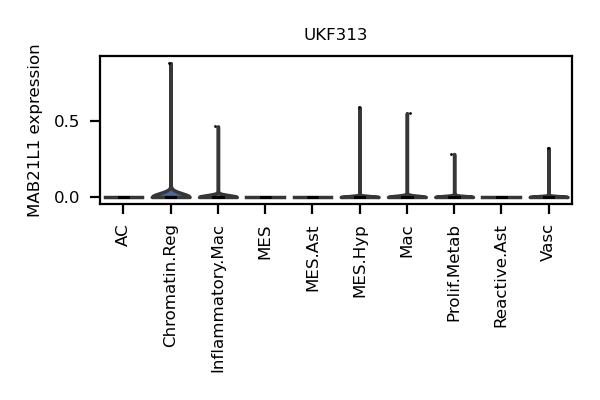 UKF313
MAB21L1 expression
0.5
0.0
AC
Chromatin.Reg
Inflammatory.Mac
MES
MES.Ast
MES.Hyp
Mac
Prolif.Metab
Reactive.Ast
Vasc